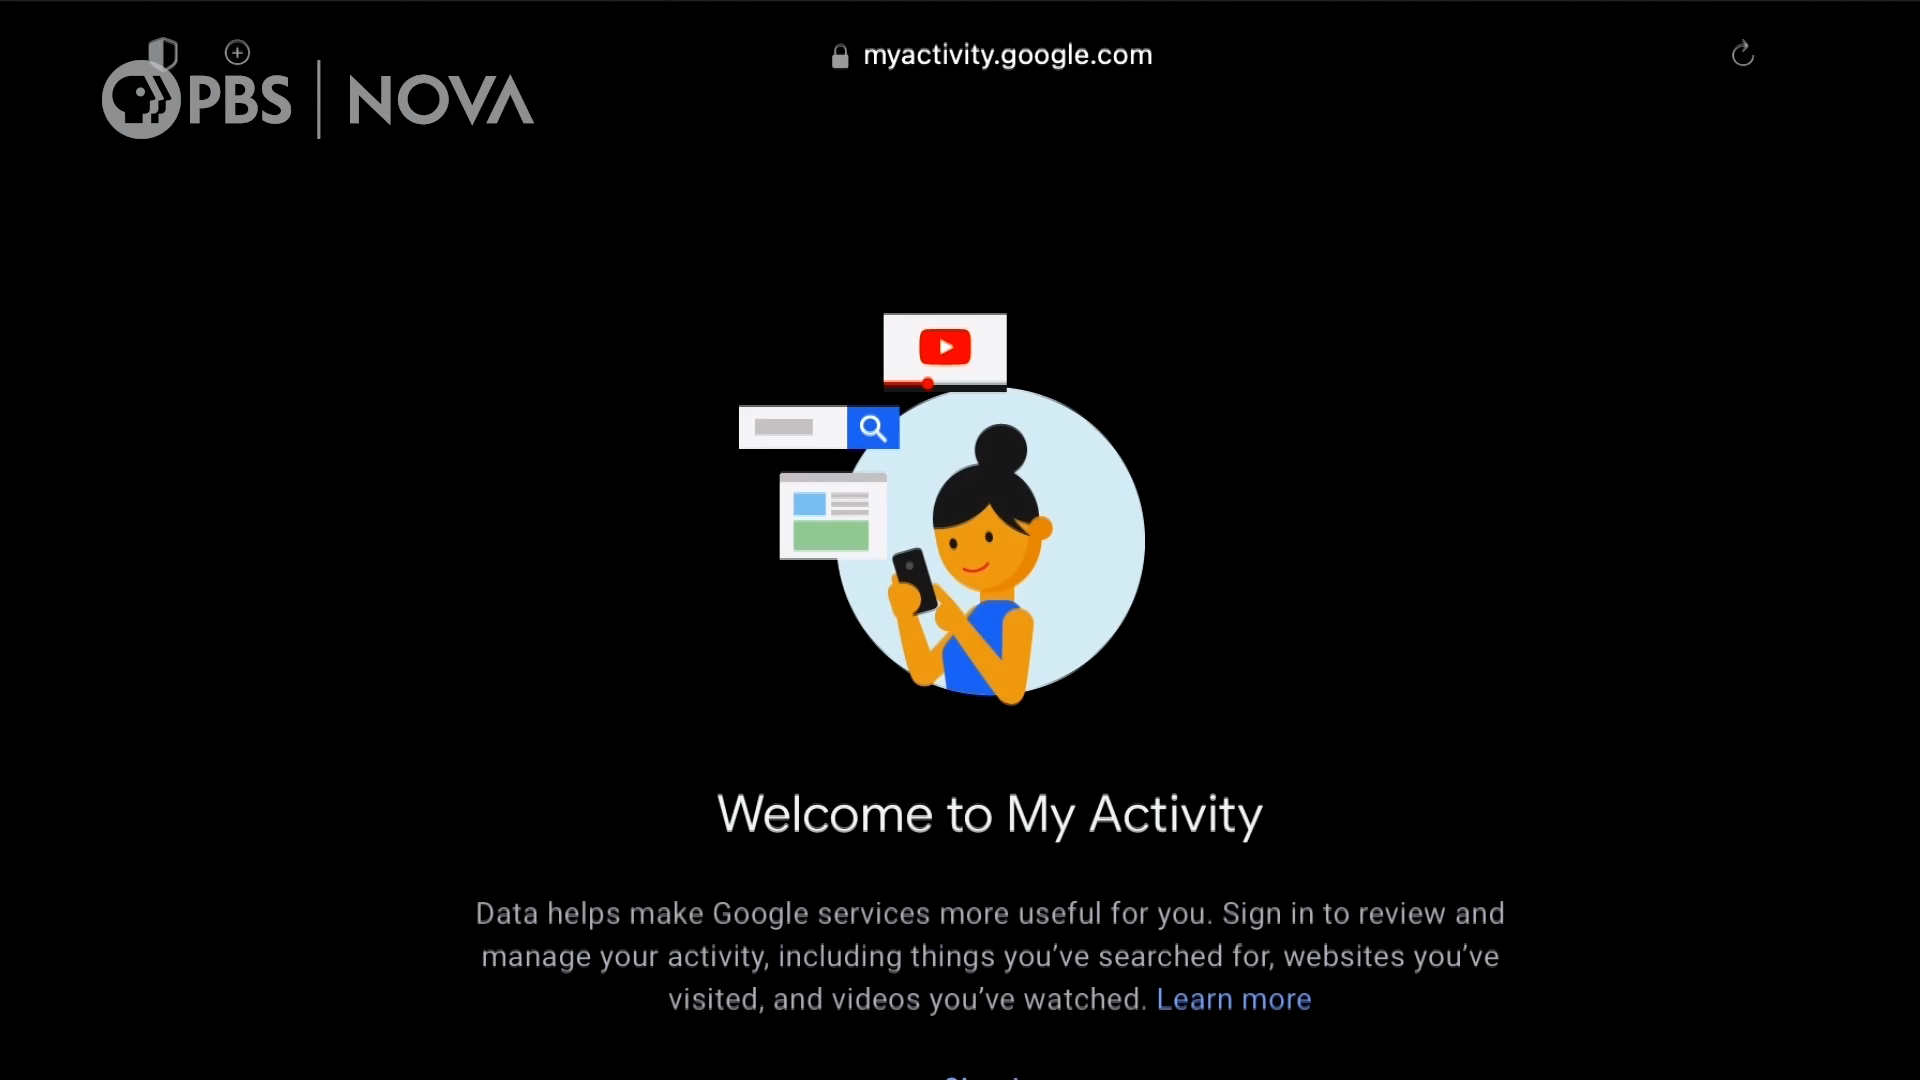 myactivity.google.com
PBS | NOVA
Welcome to My Activity
Data helps make Google services more useful for you. Sign in to review and
manage your activity, including things you’ve searched for, websites you’ve
visited, and videos you’ve watched. Learn more